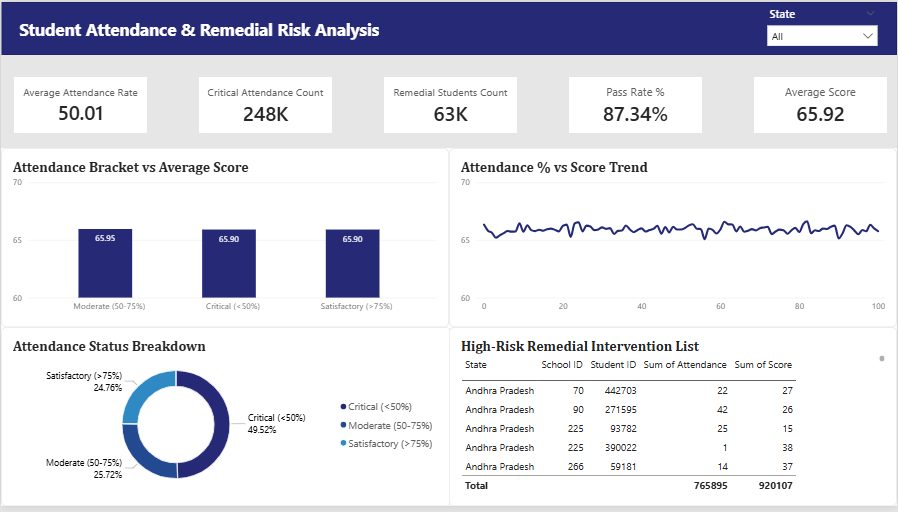 Student Attendance & Remedial Risk Analysis
State
All
Average Attendance Rate
50.01
Critical Attendance Count
248K
Remedial Students Count
63K
Pass Rate %
87.34%
Average Score
65.92
Attendance Bracket vs Average Score
70
65
60
65.95
65.90
65.90
Moderate (50-75%)
Critical (<50%)
Satisfactory (>75%)
Attendance % vs Score Trend
70
65
60
0 20 40 60 80 100
Attendance Status Breakdown
Satisfactory (>75%)
24.76%
Critical (<50%)
49.52%
Moderate (50-75%)
25.72%
Critical (<50%)
Moderate (50-75%)
Satisfactory (>75%)
High-Risk Remedial Intervention List
State School ID Student ID Sum of Attendance Sum of Score
Andhra Pradesh 70 442703 22 27
Andhra Pradesh 90 271595 42 26
Andhra Pradesh 225 93782 25 15
Andhra Pradesh 225 390022 1 38
Andhra Pradesh 266 59181 14 37
Total 765895 920107